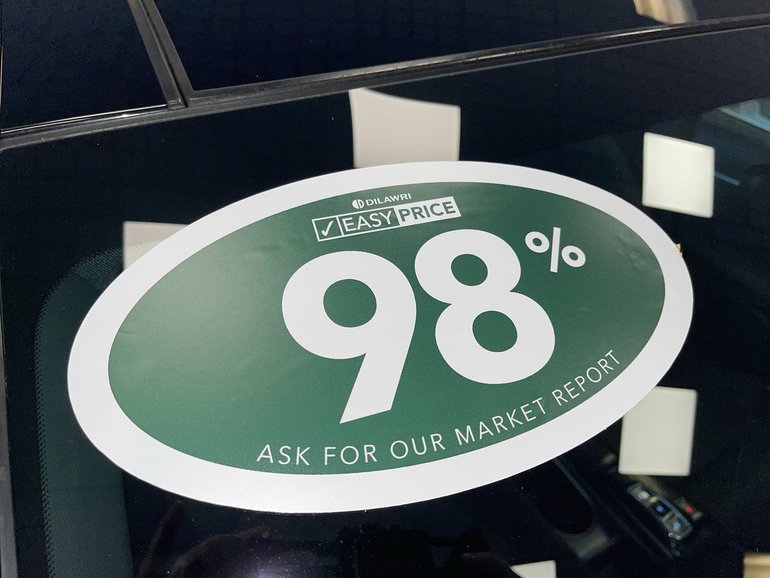 DILAWRI
✓ EASY PRICE
98%
ASK FOR OUR MARKET REPORT